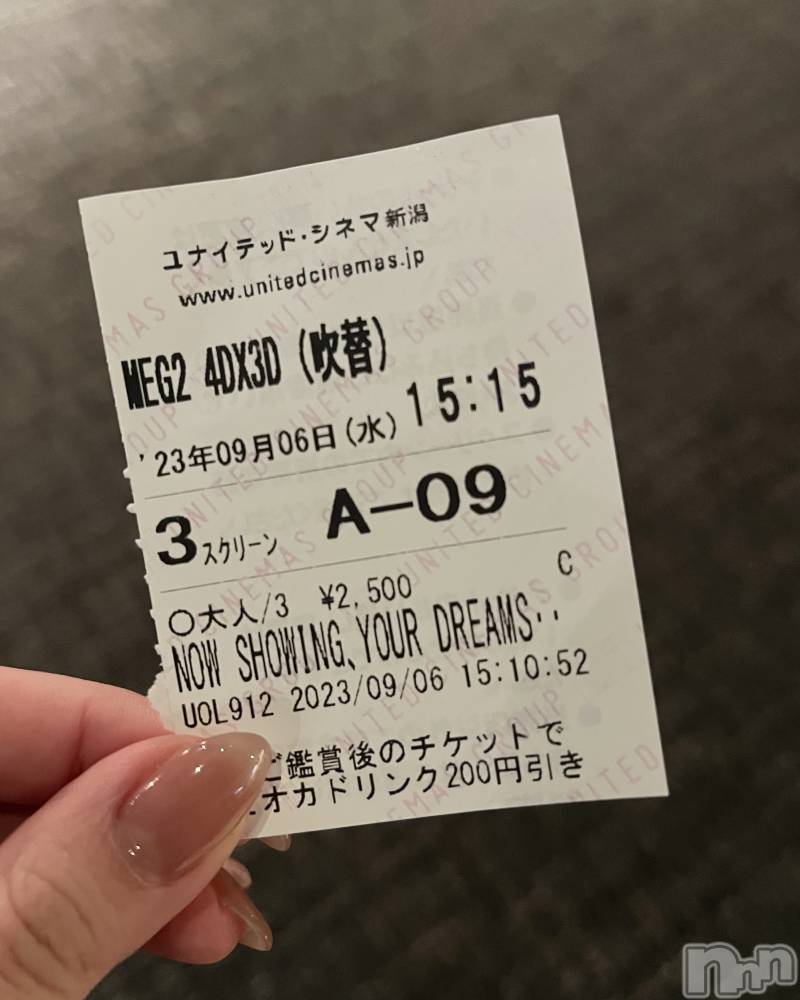 ユナイテッド・シネマ新潟
www.unitedcinemas.jp
MEG2 4DX3D (吹替)
'23年09月06日(水) 15:15
3スクリーン A-09
C
○大人/3 ¥2,500
NOW SHOWING、YOUR DREAMS‥
UOL912 2023/09/06 15:10:52
ご鑑賞後のチケットで
オカドリンク200円引き
nnn